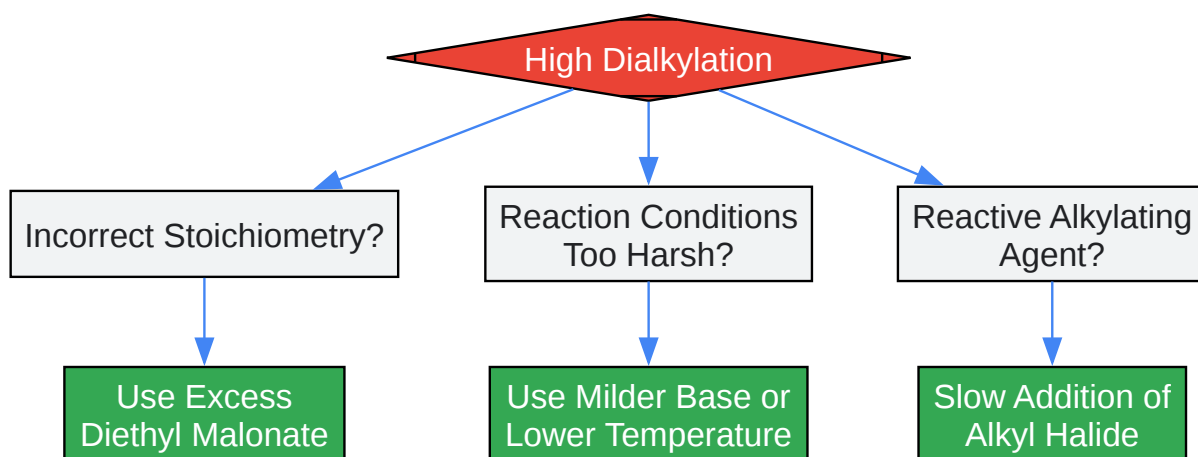 High Dialkylation
Incorrect Stoichiometry?
Reaction Conditions
Too Harsh?
Reactive Alkylating
Agent?
Use Excess
Diethyl Malonate
Use Milder Base or
Lower Temperature
Slow Addition of
Alkyl Halide